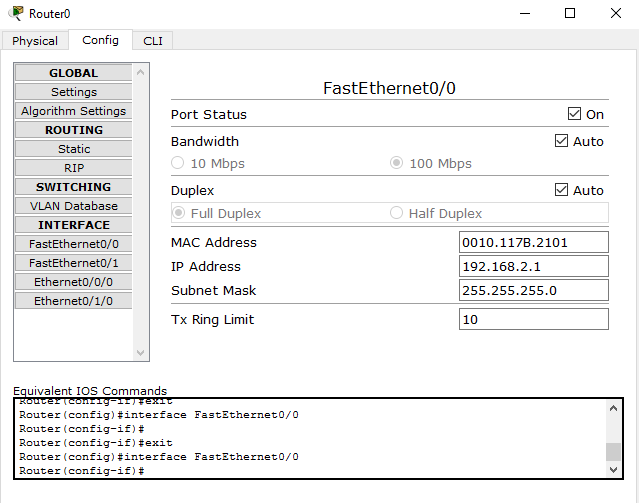 Router0
Physical Config CLI
GLOBAL
Settings
Algorithm Settings
ROUTING
Static
RIP
SWITCHING
VLAN Database
INTERFACE
FastEthernet0/0
FastEthernet0/1
Ethernet0/0/0
Ethernet0/1/0
FastEthernet0/0
Port Status On
Bandwidth Auto
10 Mbps 100 Mbps
Duplex Auto
Full Duplex Half Duplex
MAC Address 0010.117B.2101
IP Address 192.168.2.1
Subnet Mask 255.255.255.0
Tx Ring Limit 10
Equivalent IOS Commands
Router(config-if)#exit
Router(config)#interface FastEthernet0/0
Router(config-if)#
Router(config-if)#exit
Router(config)#interface FastEthernet0/0
Router(config-if)#